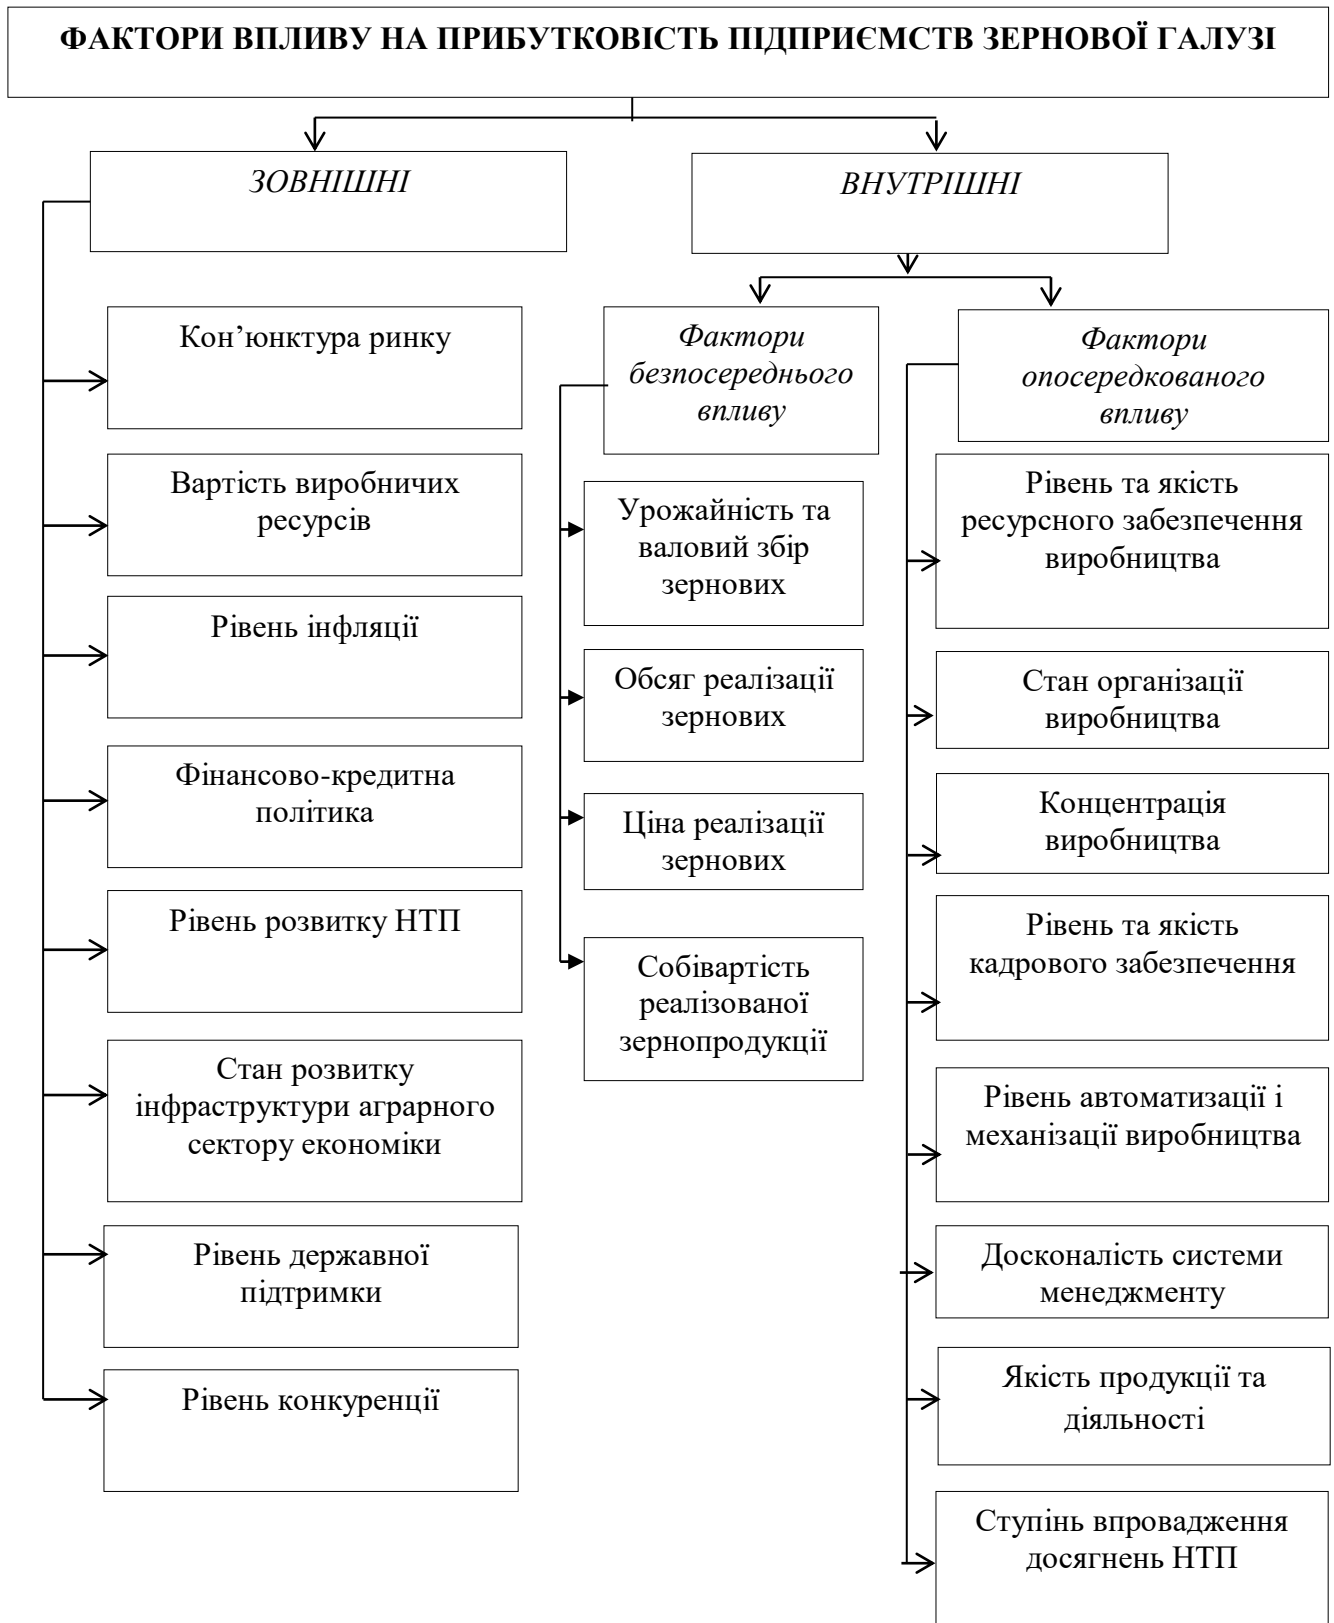 ФАКТОРИ ВПЛИВУ НА ПРИБУТКОВІСТЬ ПІДПРИЄМСТВ ЗЕРНОВОЇ ГАЛУЗІ
ЗОВНІШНІ
Кон’юнктура ринку
Вартість виробничих
ресурсів
Рівень інфляції
Фінансово-кредитна
політика
Рівень розвитку НТП
Стан розвитку
інфраструктури аграрного
сектору економіки
Рівень державної
підтримки
Рівень конкуренції
ВНУТРІШНІ
Фактори
безпосереднього
впливу
Урожайність та
валовий збір
зернових
Обсяг реалізації
зернових
Ціна реалізації
зернових
Собівартість
реалізованої
зернопродукції
Фактори
опосередкованого
впливу
Рівень та якість
ресурсного забезпечення
виробництва
Стан організації
виробництва
Концентрація
виробництва
Рівень та якість
кадрового забезпечення
Рівень автоматизації і
механізації виробництва
Досконалість системи
менеджменту
Якість продукції та
діяльності
Ступінь впровадження
досягнень НТП